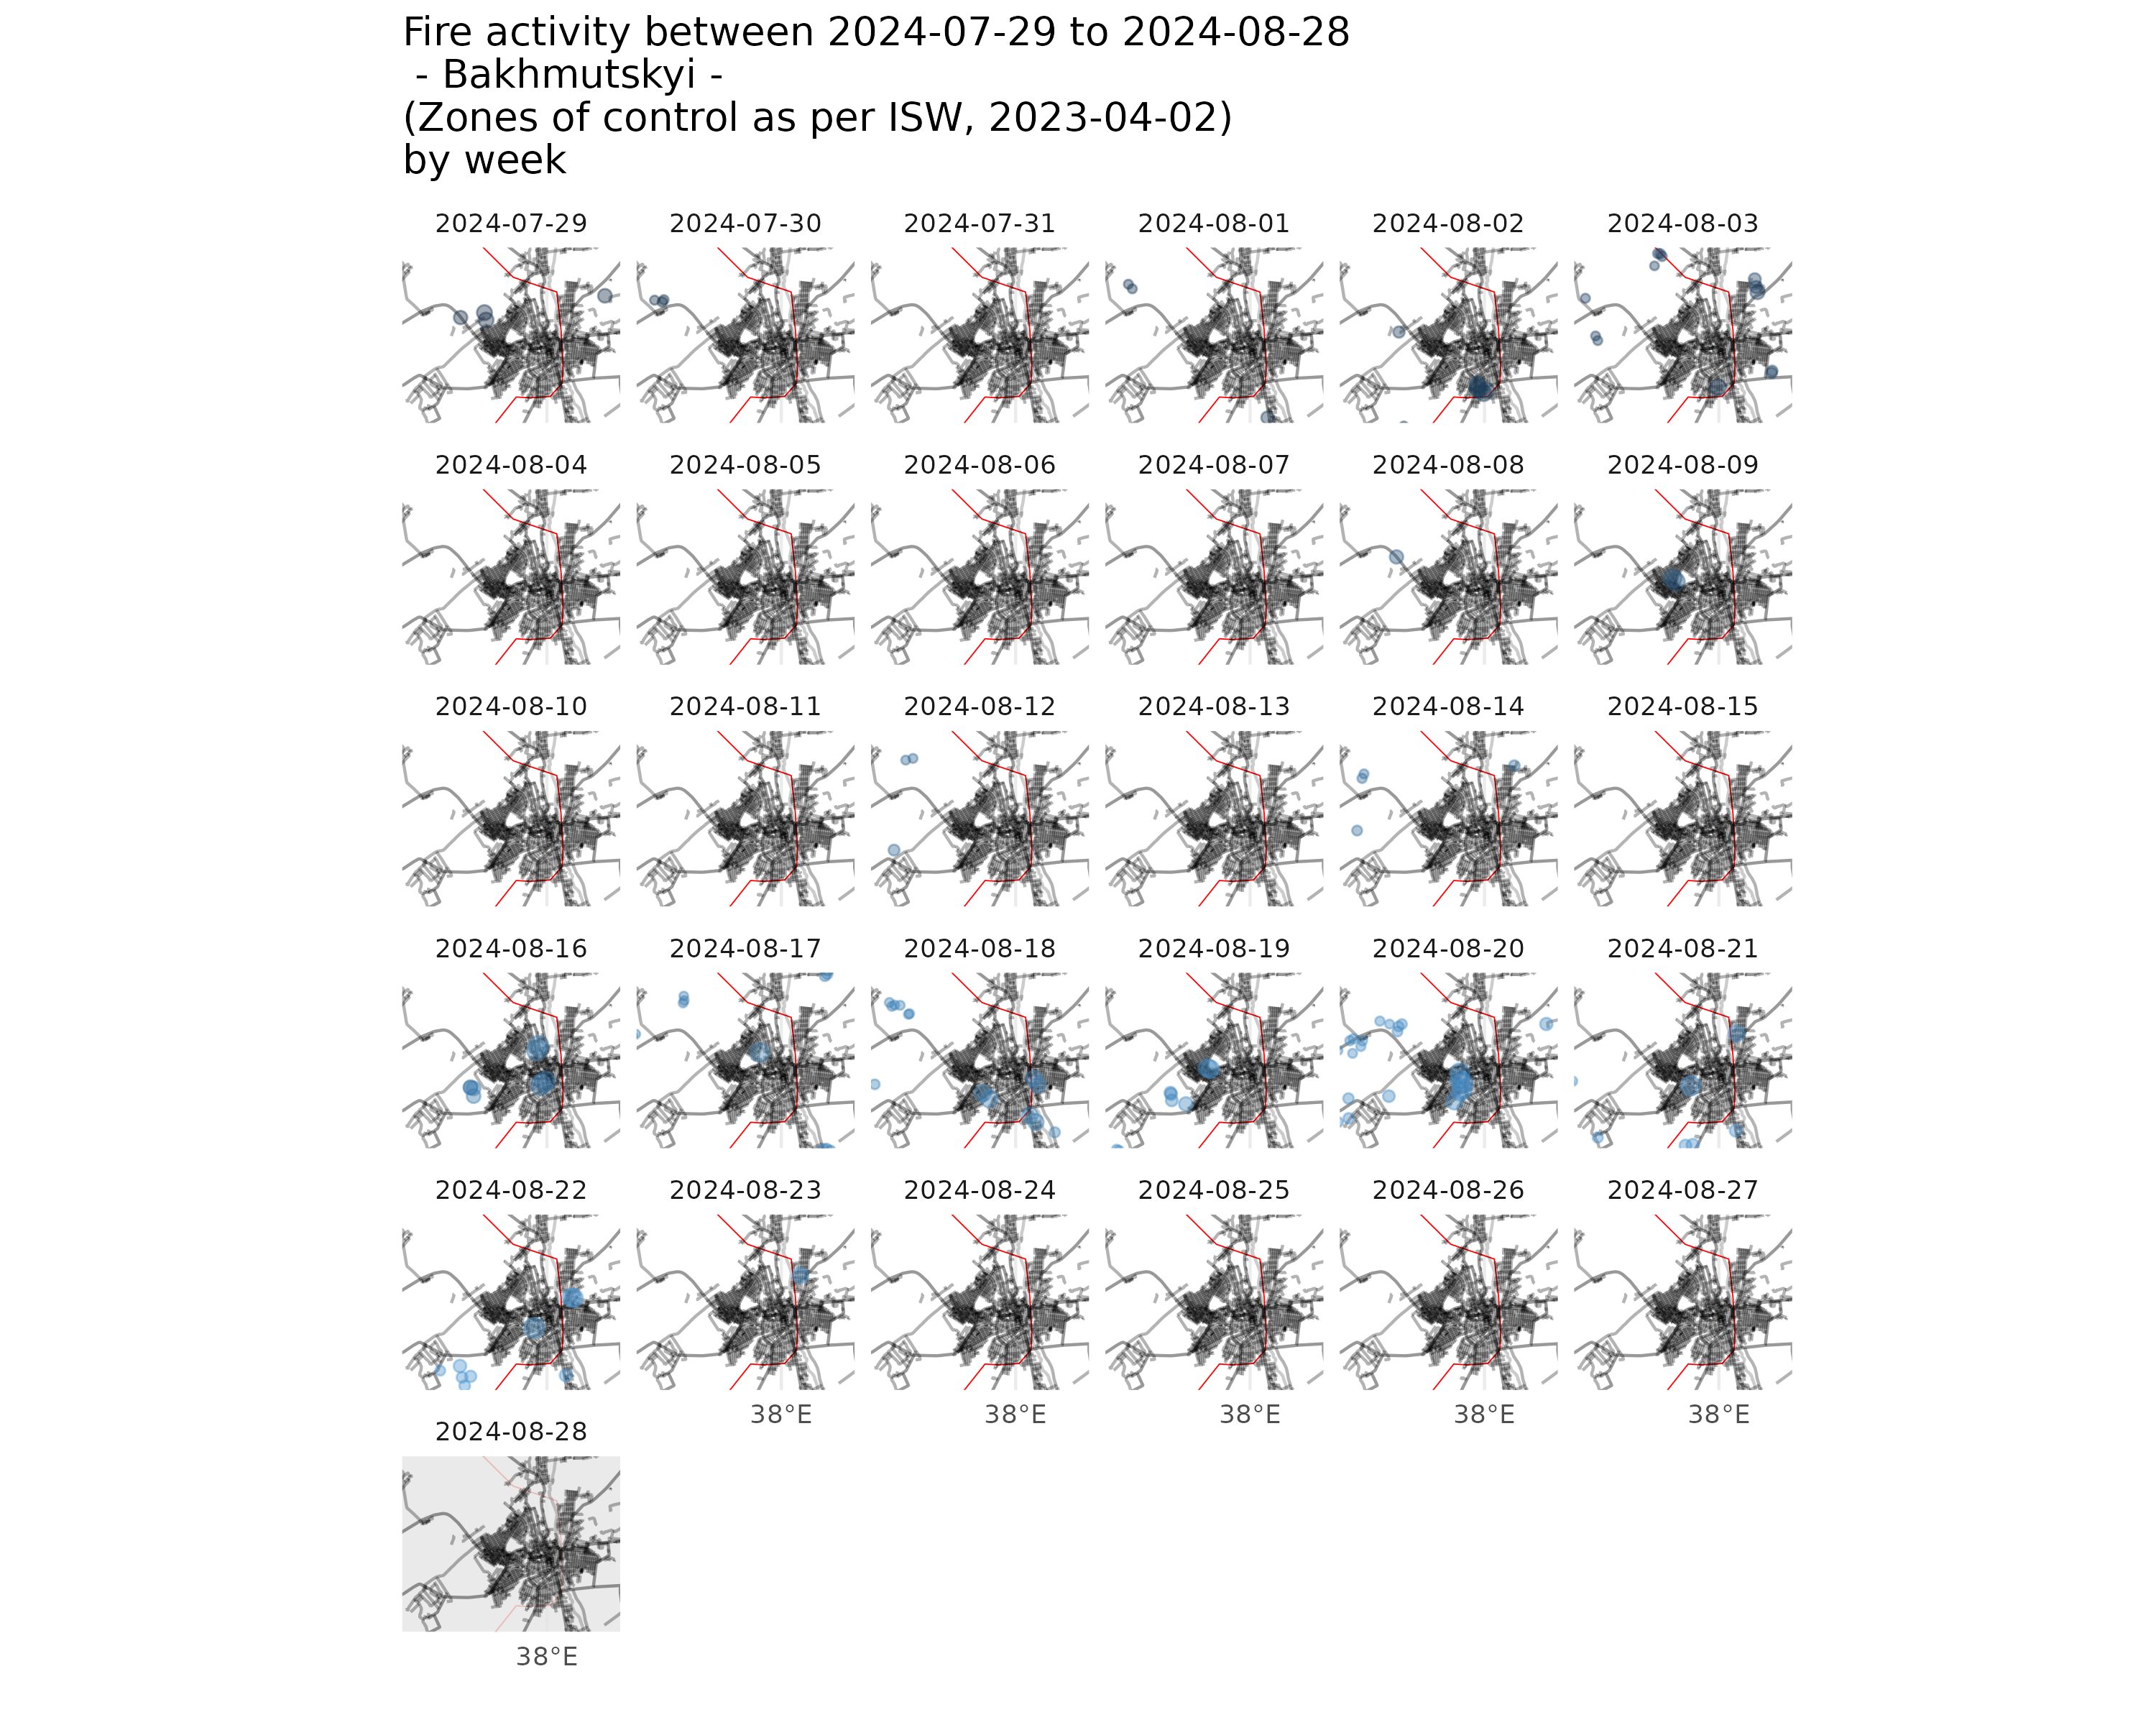 Fire activity between 2024-07-29 to 2024-08-28
- Bakhmutskyi -
(Zones of control as per ISW, 2023-04-02)
by week
2024-07-29 2024-07-30 2024-07-31 2024-08-01 2024-08-02 2024-08-03
2024-08-04 2024-08-05 2024-08-06 2024-08-07 2024-08-08 2024-08-09
2024-08-10 2024-08-11 2024-08-12 2024-08-13 2024-08-14 2024-08-15
2024-08-16 2024-08-17 2024-08-18 2024-08-19 2024-08-20 2024-08-21
2024-08-22 2024-08-23 2024-08-24 2024-08-25 2024-08-26 2024-08-27
38°E 38°E 38°E 38°E 38°E
2024-08-28
38°E